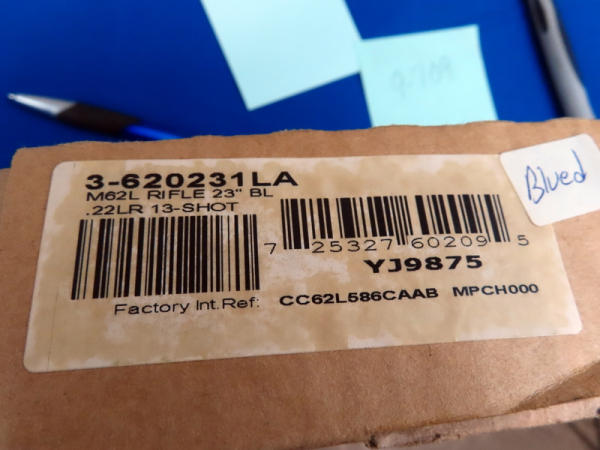 3-620231LA
M62L RIFLE 23" BL
.22LR 13-SHOT
7 25327 60209 5
YJ9875
Factory Int.Ref: CC62L586CAAB MPCH000
Blued